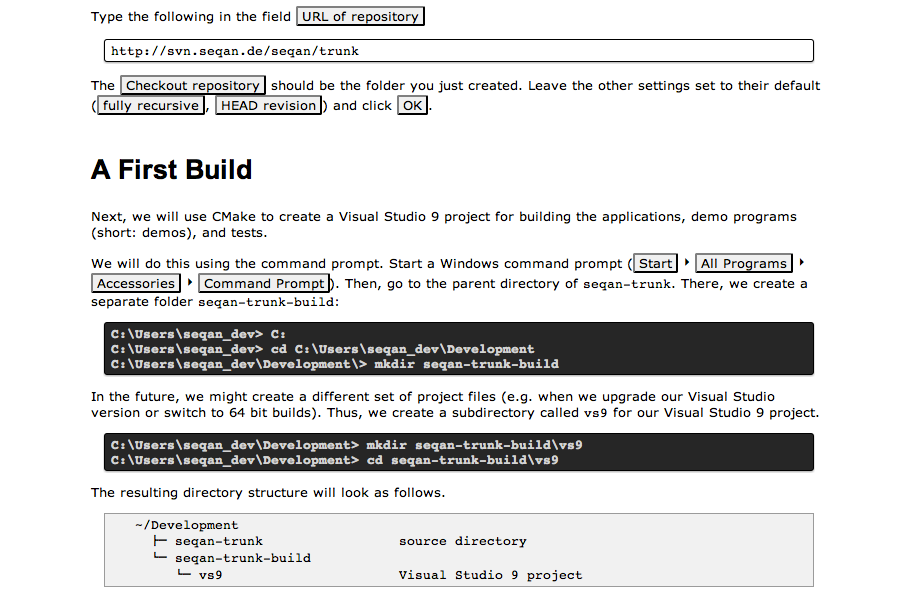 Type the following in the field URL of repository
http://svn.seqan.de/seqan/trunk
The Checkout repository should be the folder you just created. Leave the other settings set to their default
(fully recursive, HEAD revision) and click OK.
A First Build
Next, we will use CMake to create a Visual Studio 9 project for building the applications, demo programs
(short: demos), and tests.
We will do this using the command prompt. Start a Windows command prompt (Start ‣ All Programs ‣
Accessories ‣ Command Prompt). Then, go to the parent directory of seqan-trunk. There, we create a
separate folder seqan-trunk-build:
C:\Users\seqan_dev> C:
C:\Users\seqan_dev> cd C:\Users\seqan_dev\Development
C:\Users\seqan_dev\Development\> mkdir seqan-trunk-build
In the future, we might create a different set of project files (e.g. when we upgrade our Visual Studio
version or switch to 64 bit builds). Thus, we create a subdirectory called vs9 for our Visual Studio 9 project.
C:\Users\seqan_dev\Development> mkdir seqan-trunk-build\vs9
C:\Users\seqan_dev\Development> cd seqan-trunk-build\vs9
The resulting directory structure will look as follows.
~/Development
├─ seqan-trunk source directory
└─ seqan-trunk-build
└─ vs9 Visual Studio 9 project